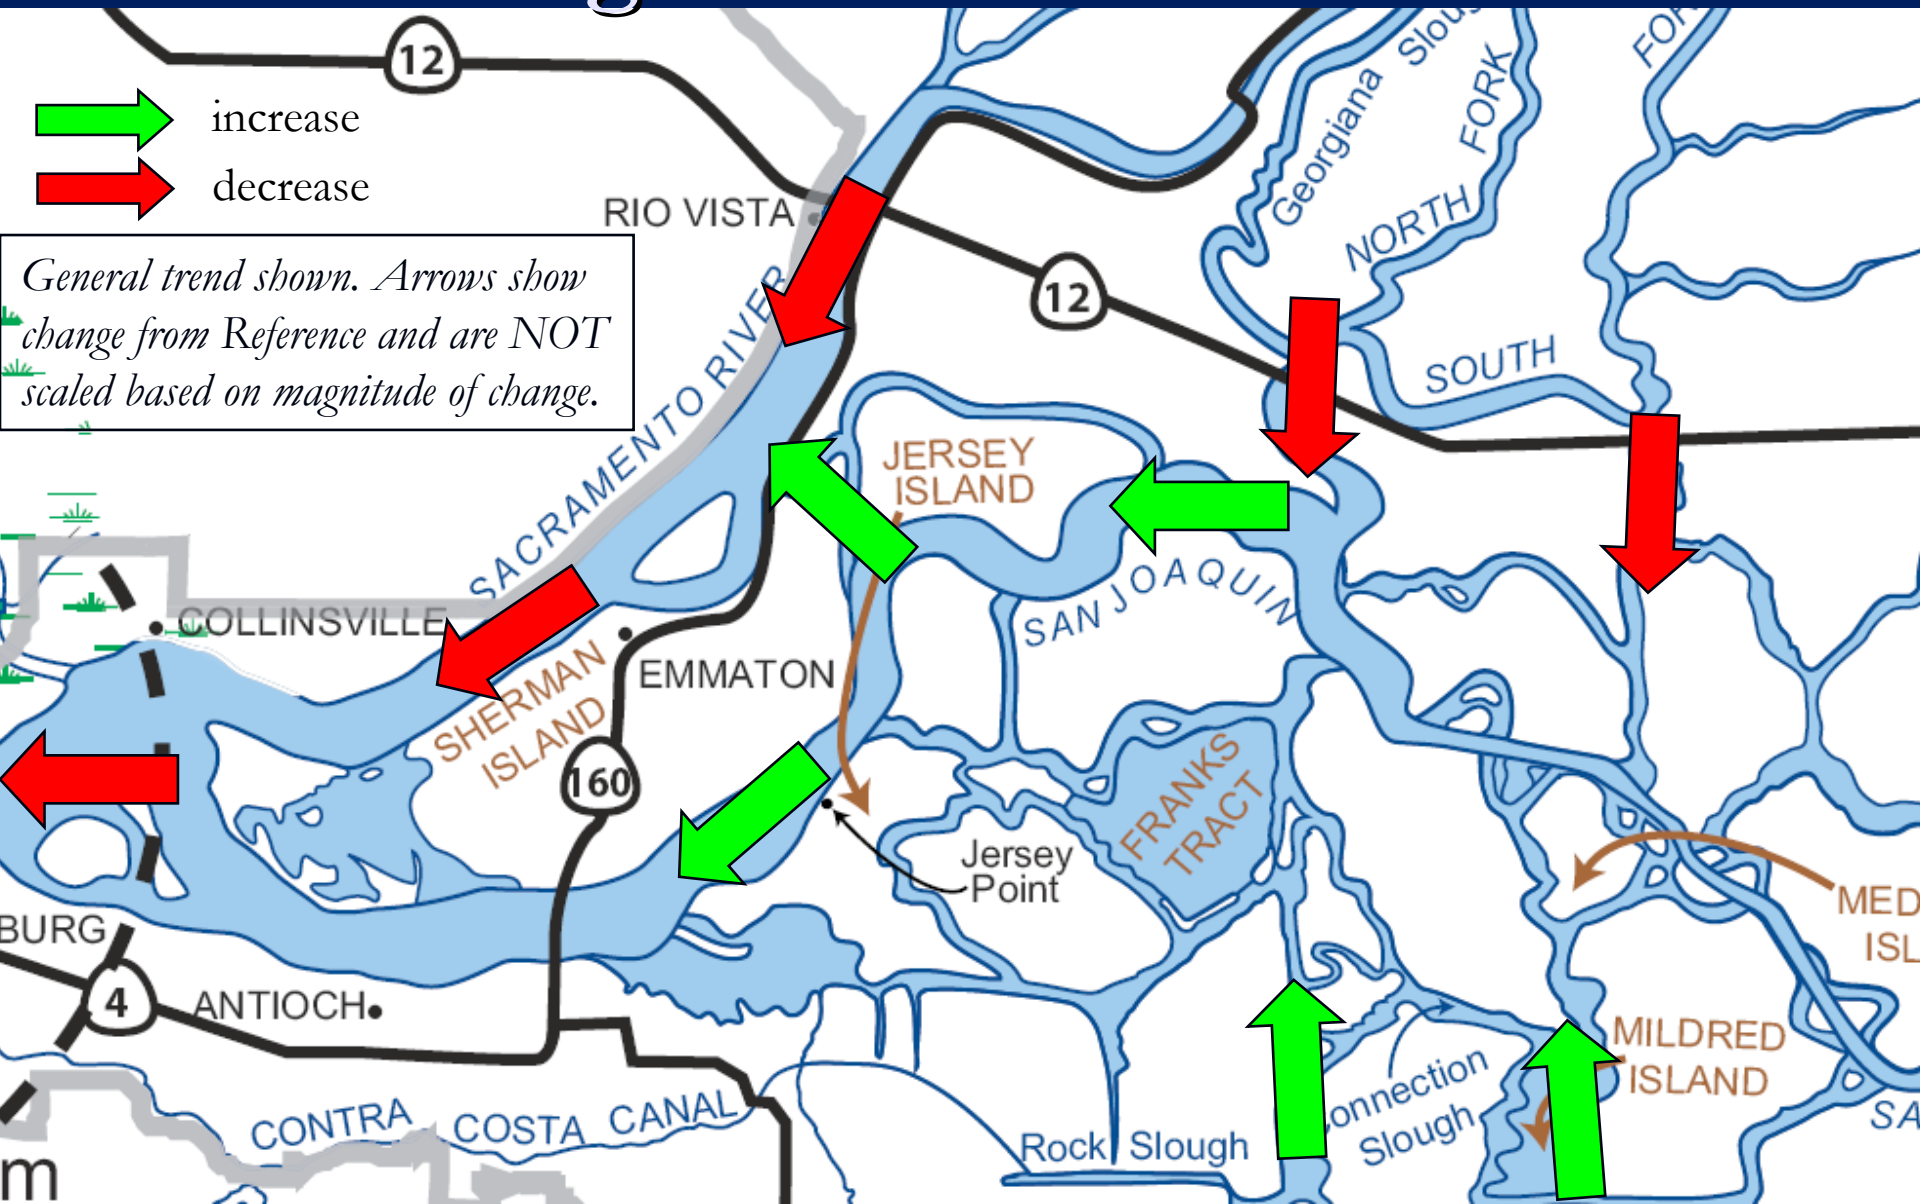 12
increase
decrease
General trend shown. Arrows show
change from Reference and are NOT
scaled based on magnitude of change.
RIO VISTA
SACRAMENTO RIVER
12
Georgiana Slou
NORTH FORK
SOUTH
FOR
JERSEY
ISLAND
SAN JOAQUIN
COLLINSVILLE
EMMATON
SHERMAN
ISLAND
160
FRANKS
TRACT
Jersey
Point
MED
ISL
BURG
4
ANTIOCH
MILDRED
ISLAND
onnection
Slough
SA
CONTRA COSTA CANAL
Rock Slough
m